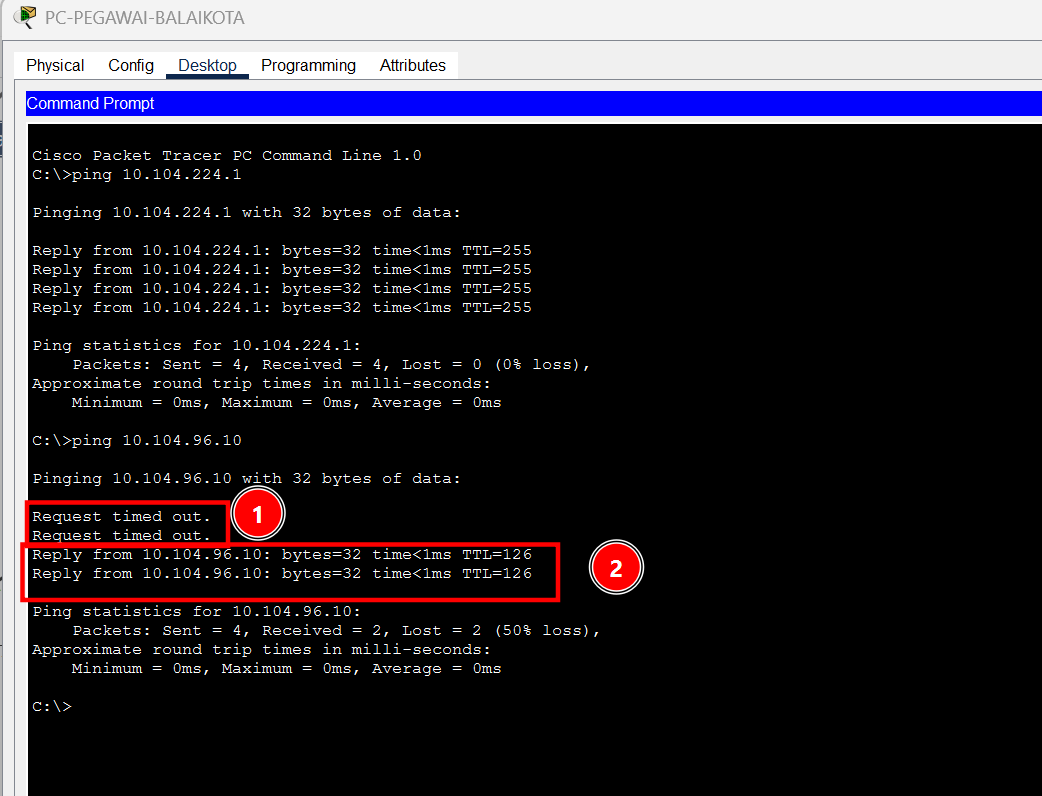 PC-PEGAWAI-BALAIKOTA
Physical Config Desktop Programming Attributes
Command Prompt
Cisco Packet Tracer PC Command Line 1.0
C:\>ping 10.104.224.1
Pinging 10.104.224.1 with 32 bytes of data:
Reply from 10.104.224.1: bytes=32 time<1ms TTL=255
Reply from 10.104.224.1: bytes=32 time<1ms TTL=255
Reply from 10.104.224.1: bytes=32 time<1ms TTL=255
Reply from 10.104.224.1: bytes=32 time<1ms TTL=255
Ping statistics for 10.104.224.1:
Packets: Sent = 4, Received = 4, Lost = 0 (0% loss),
Approximate round trip times in milli-seconds:
Minimum = 0ms, Maximum = 0ms, Average = 0ms
C:\>ping 10.104.96.10
Pinging 10.104.96.10 with 32 bytes of data:
Request timed out.
1
Request timed out.
Reply from 10.104.96.10: bytes=32 time<1ms TTL=126
2
Reply from 10.104.96.10: bytes=32 time<1ms TTL=126
Ping statistics for 10.104.96.10:
Packets: Sent = 4, Received = 2, Lost = 2 (50% loss),
Approximate round trip times in milli-seconds:
Minimum = 0ms, Maximum = 0ms, Average = 0ms
C:\>